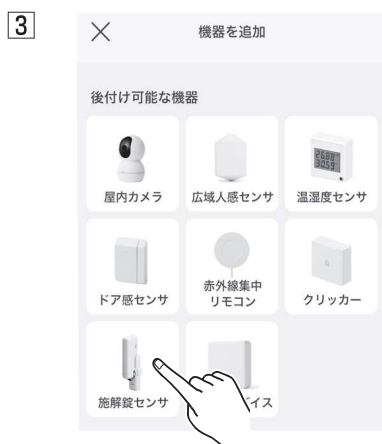 3
機器を追加
後付け可能な機器
屋内カメラ
広域人感センサ
温湿度センサ
ドア感センサ
赤外線集中
リモコン
クリッカー
施解錠センサ
イス